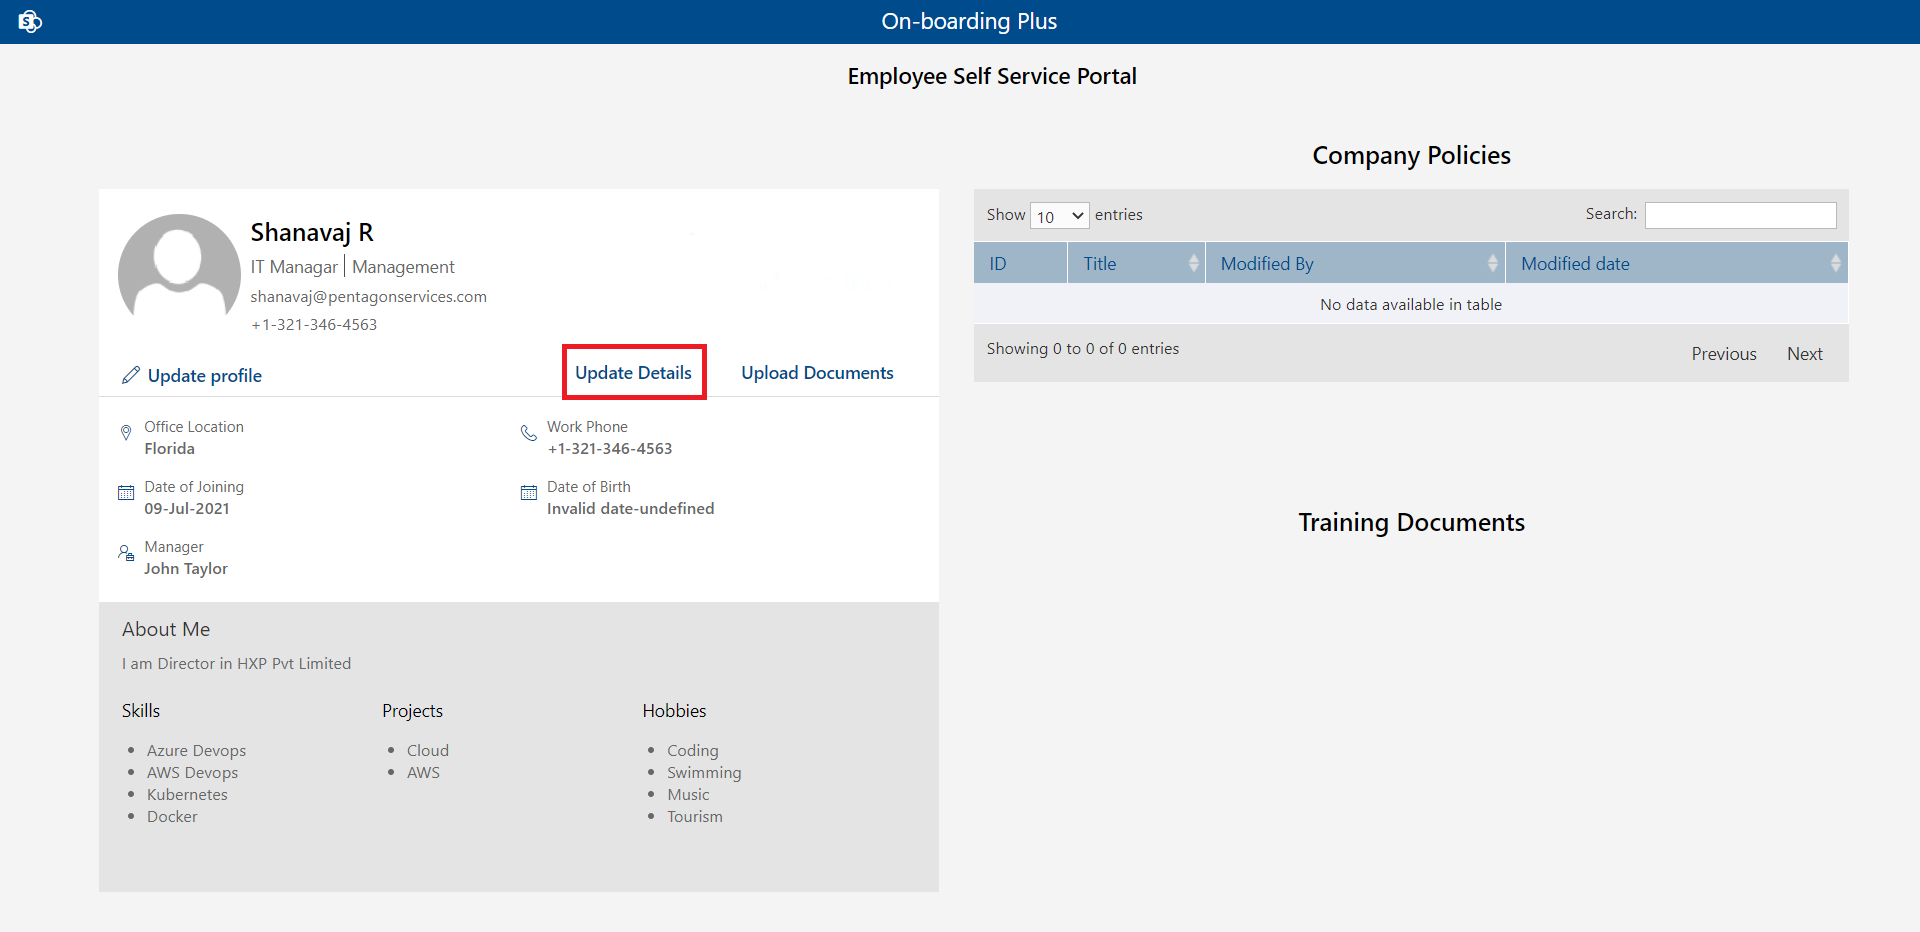 S
On-boarding Plus
Employee Self Service Portal
Shanavaj R
IT Managar | Management
shanavaj@pentagonservices.com
+1-321-346-4563
Update profile
Update Details
Upload Documents
Office Location
Florida
Work Phone
+1-321-346-4563
Date of Joining
09-Jul-2021
Date of Birth
Invalid date-undefined
Manager
John Taylor
About Me
I am Director in HXP Pvt Limited
Skills
Azure Devops
AWS Devops
Kubernetes
Docker
Projects
Cloud
AWS
Hobbies
Coding
Swimming
Music
Tourism
Company Policies
Show 10 entries
Search:
ID Title Modified By Modified date
No data available in table
Showing 0 to 0 of 0 entries
Previous Next
Training Documents